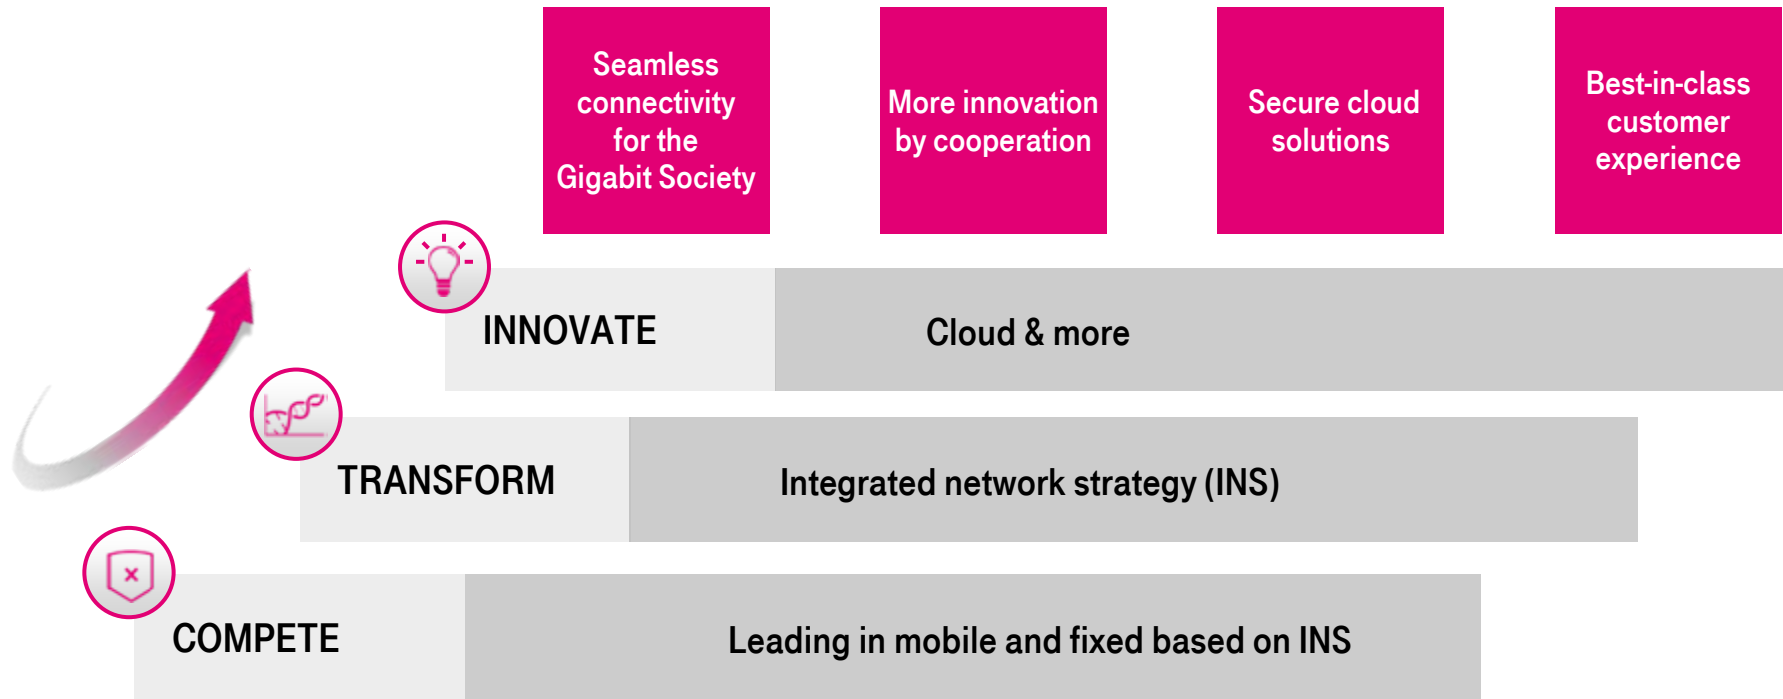 Seamless
connectivity
for the
Gigabit Society
More innovation
by cooperation
Secure cloud
solutions
Best-in-class
customer
experience
INNOVATE
Cloud & more
TRANSFORM
Integrated network strategy (INS)
COMPETE
Leading in mobile and fixed based on INS